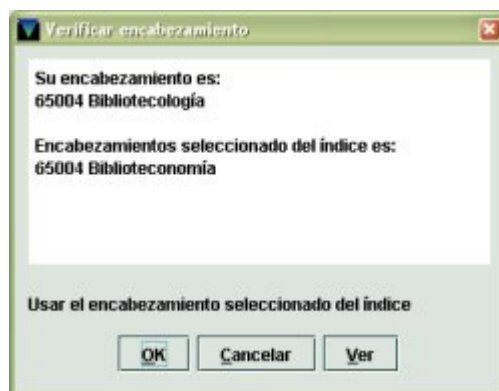 Verificar encabezamiento
Su encabezamiento es:
65004 Bibliotecología
Encabezamientos seleccionado del índice es:
65004 Biblioteconomía
Usar el encabezamiento seleccionado del índice
OK Cancelar Ver